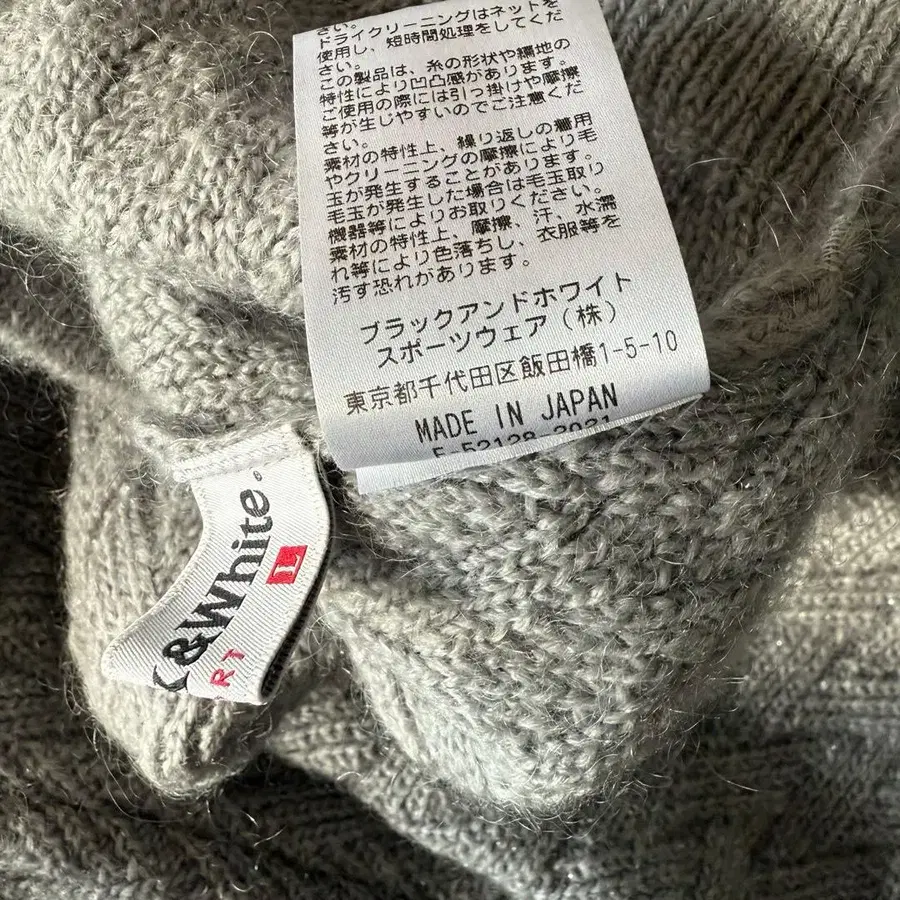 さい。
ドライクリーニングはネットを
使用し、短時間処理をしてくだ
さい。
この製品は、糸の形状や編地の
特性により凹凸感があります。
ご使用の際には引っ掛けや摩擦
等が生じやすいのでご注意くだ
さい。
素材の特性上、繰り返しの着用
やクリーニングの摩擦により毛
玉が発生することがあります。
毛玉が発生した場合は毛玉取り
機器等によりお取りください。
素材の特性上、摩擦、汗、水濡
れ等により色落ちし、衣服等を
汚す恐れがあります。
ブラックアンドホワイト
スポーツウェア(株)
東京都千代田区飯田橋1-5-10
MADE IN JAPAN
&White®
L
RT